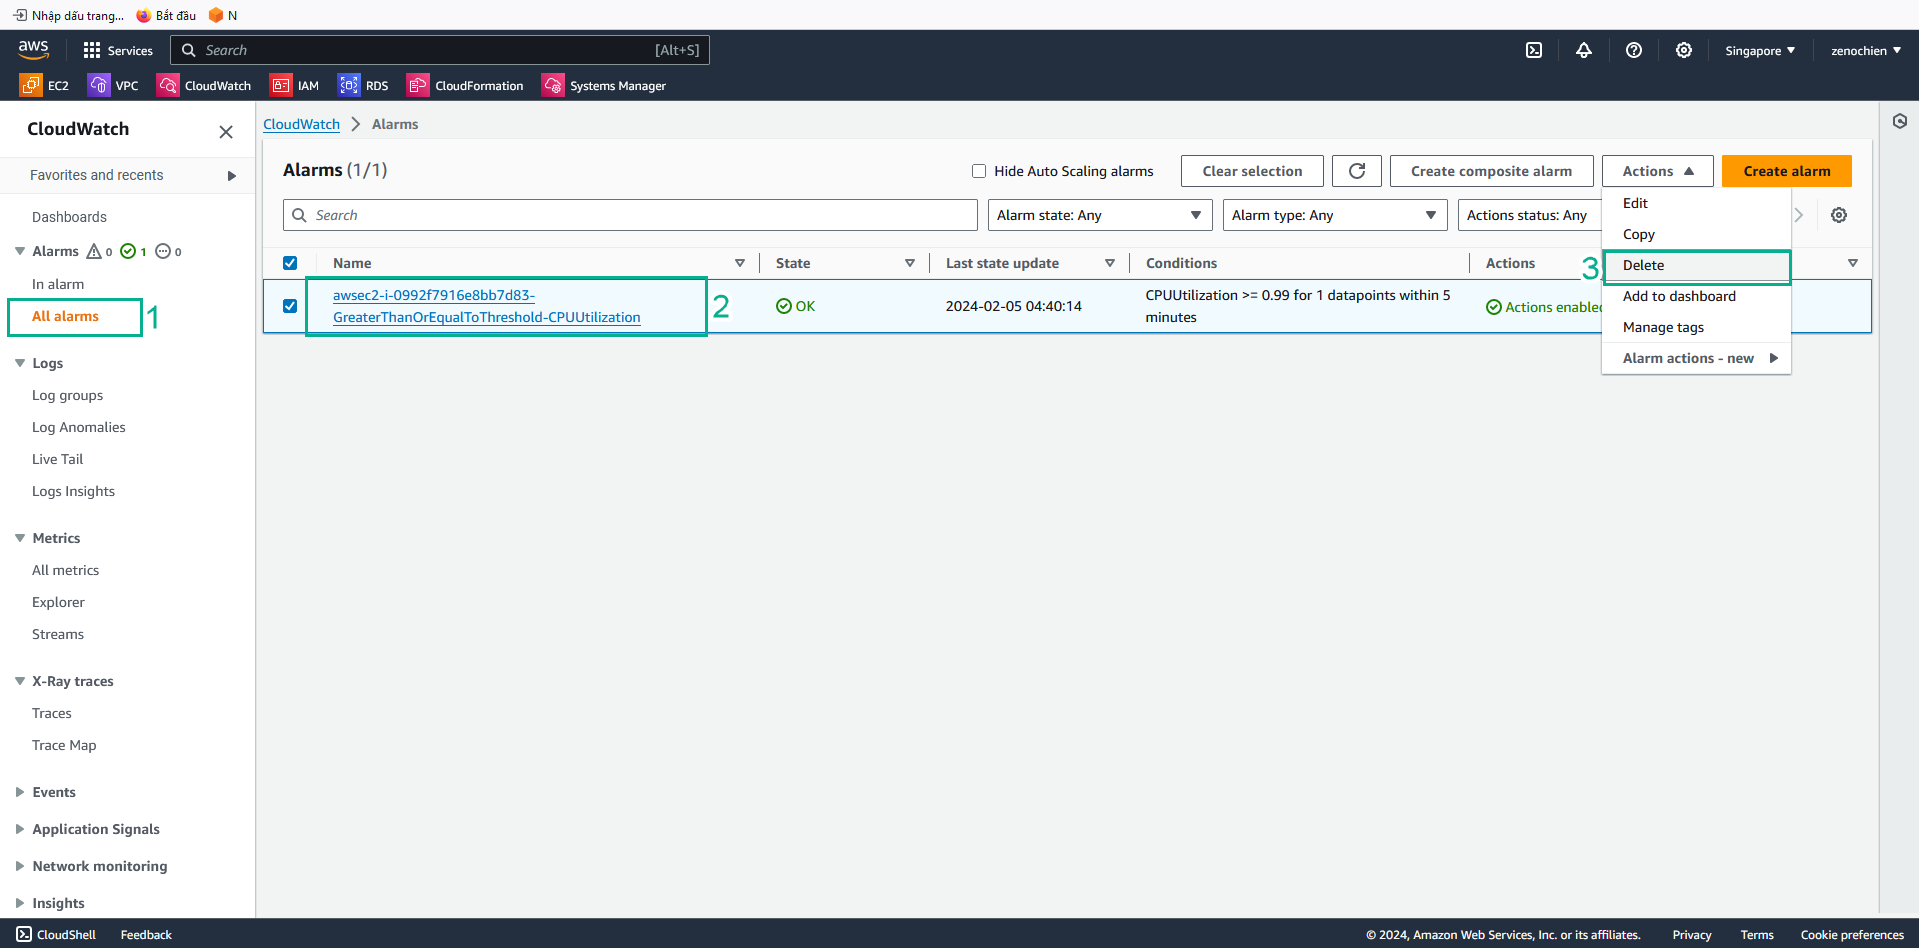 Nhập dấu trang... Bắt đầu N
aws Services Search [Alt+S] Singapore zenochien
EC2 VPC CloudWatch IAM RDS CloudFormation Systems Manager
CloudWatch
Favorites and recents
Dashboards
Alarms 0 1 0
In alarm
All alarms 1
Logs
Log groups
Log Anomalies
Live Tail
Logs Insights
Metrics
All metrics
Explorer
Streams
X-Ray traces
Traces
Trace Map
Events
Application Signals
Network monitoring
Insights
CloudWatch Alarms
Alarms (1/1) Hide Auto Scaling alarms Clear selection Create composite alarm Actions Create alarm
Search Alarm state: Any Alarm type: Any Actions status: Any
Name State Last state update Conditions Actions
awsec2-i-0992f7916e8bb7d83-
GreaterThanOrEqualToThreshold-CPUUtilization
2
OK
2024-02-05 04:40:14
CPUUtilization >= 0.99 for 1 datapoints within 5
minutes
Actions enabled
Edit
Copy
3 Delete
Add to dashboard
Manage tags
Alarm actions - new
CloudShell Feedback © 2024, Amazon Web Services, Inc. or its affiliates. Privacy Terms Cookie preferences